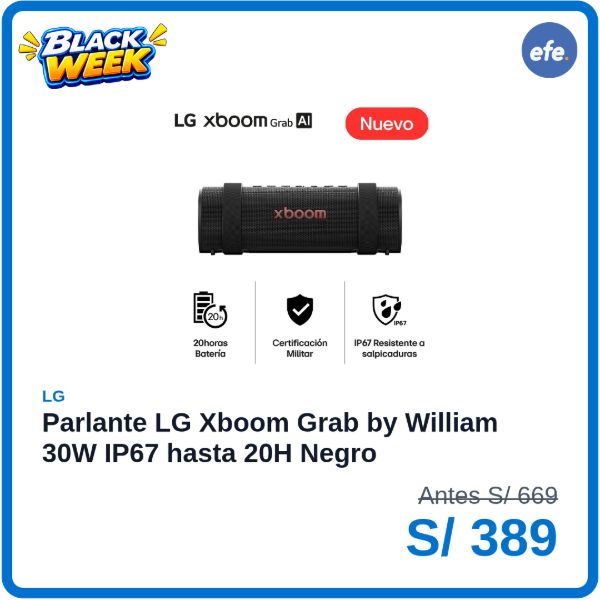 BLACK
WEEK
efe.
LG xboom Grab AI
Nuevo
xboom
20h
IP67
20horas
Batería
Certificación
Militar
IP67 Resistente a
salpicaduras
LG
Parlante LG Xboom Grab by William
30W IP67 hasta 20H Negro
Antes S/ 669
S/ 389